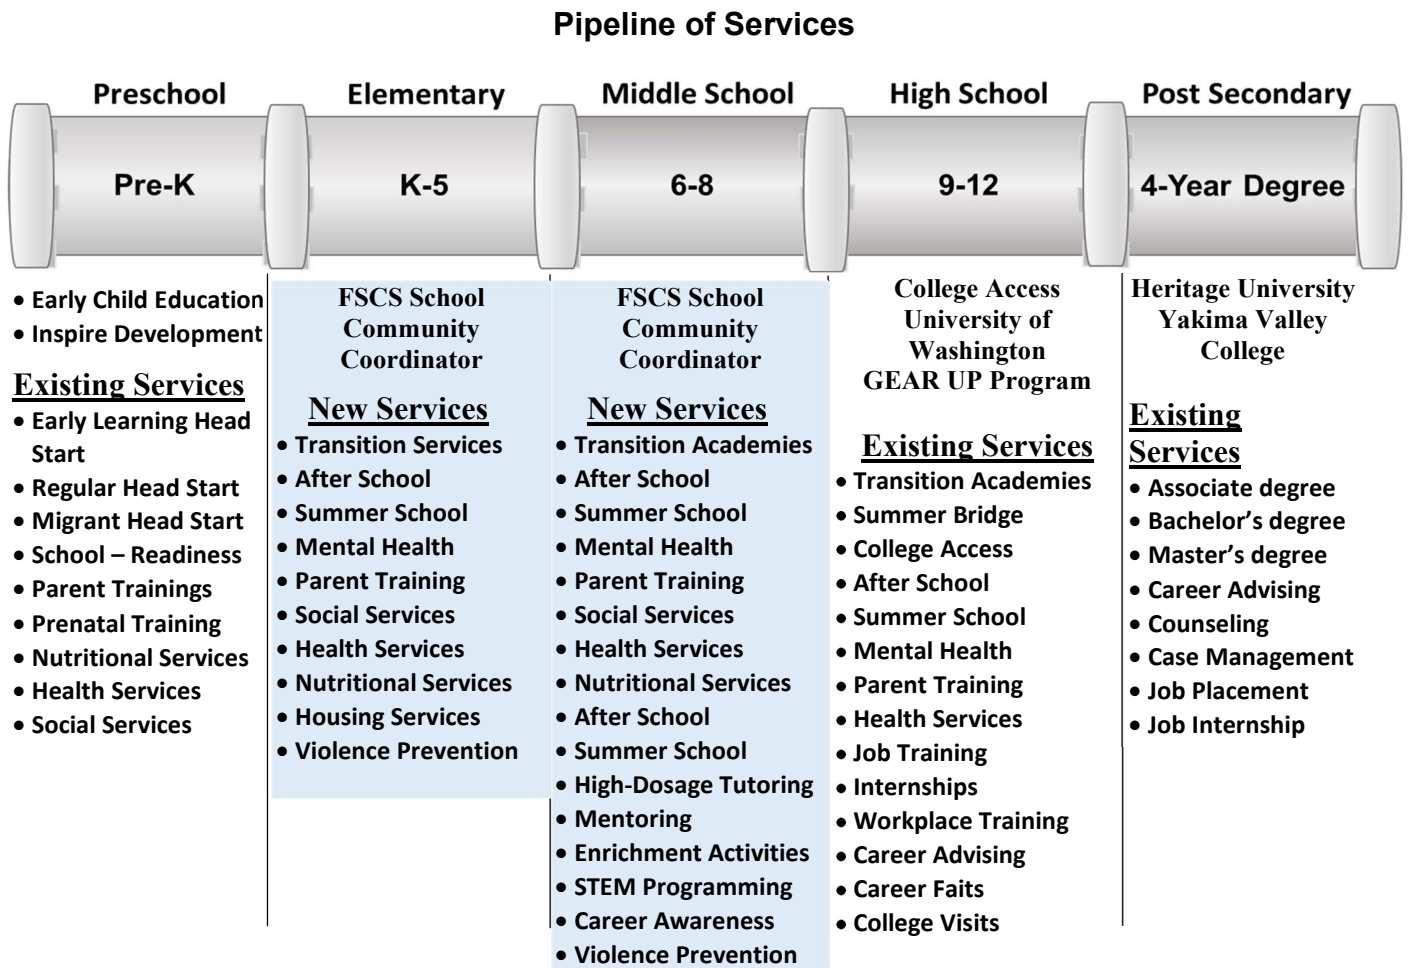 Pipeline of Services
Preschool
Elementary
Middle School
High School
Post Secondary
Pre-K
K-5
6-8
9-12
4-Year Degree
• Early Child Education
• Inspire Development
Existing Services
• Early Learning Head
Start
• Regular Head Start
• Migrant Head Start
• School – Readiness
• Parent Trainings
• Prenatal Training
• Nutritional Services
• Health Services
• Social Services
FSCS School
Community
Coordinator
New Services
• Transition Services
• After School
• Summer School
• Mental Health
• Parent Training
• Social Services
• Health Services
• Nutritional Services
• Housing Services
• Violence Prevention
FSCS School
Community
Coordinator
New Services
• Transition Academies
• After School
• Summer School
• Mental Health
• Parent Training
• Social Services
• Health Services
• Nutritional Services
• After School
• Summer School
• High-Dosage Tutoring
• Mentoring
• Enrichment Activities
• STEM Programming
• Career Awareness
• Violence Prevention
College Access
University of
Washington
GEAR UP Program
Existing Services
• Transition Academies
• Summer Bridge
• College Access
• After School
• Summer School
• Mental Health
• Parent Training
• Health Services
• Job Training
• Internships
• Workplace Training
• Career Advising
• Career Faits
• College Visits
Heritage University
Yakima Valley
College
Existing
Services
• Associate degree
• Bachelor’s degree
• Master’s degree
• Career Advising
• Counseling
• Case Management
• Job Placement
• Job Internship